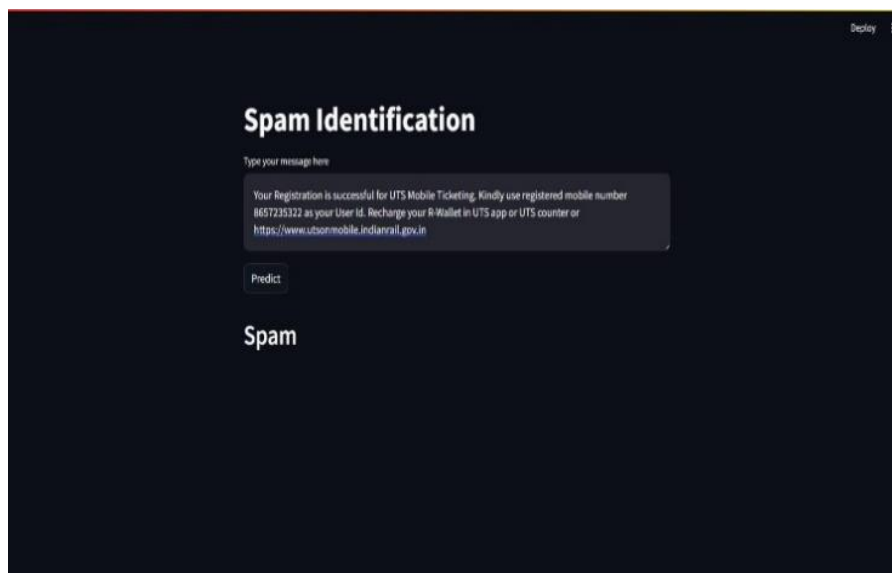 Deploy
Spam Identification
Type your message here
Your Registration is successful for UTS Mobile Ticketing, Kindly use registered mobile number
8657235322 as your User Id. Recharge your R-Wallet in UTS app or UTS counter or
https://www.utsonmobile.indianrail.gov.in
Predict
Spam